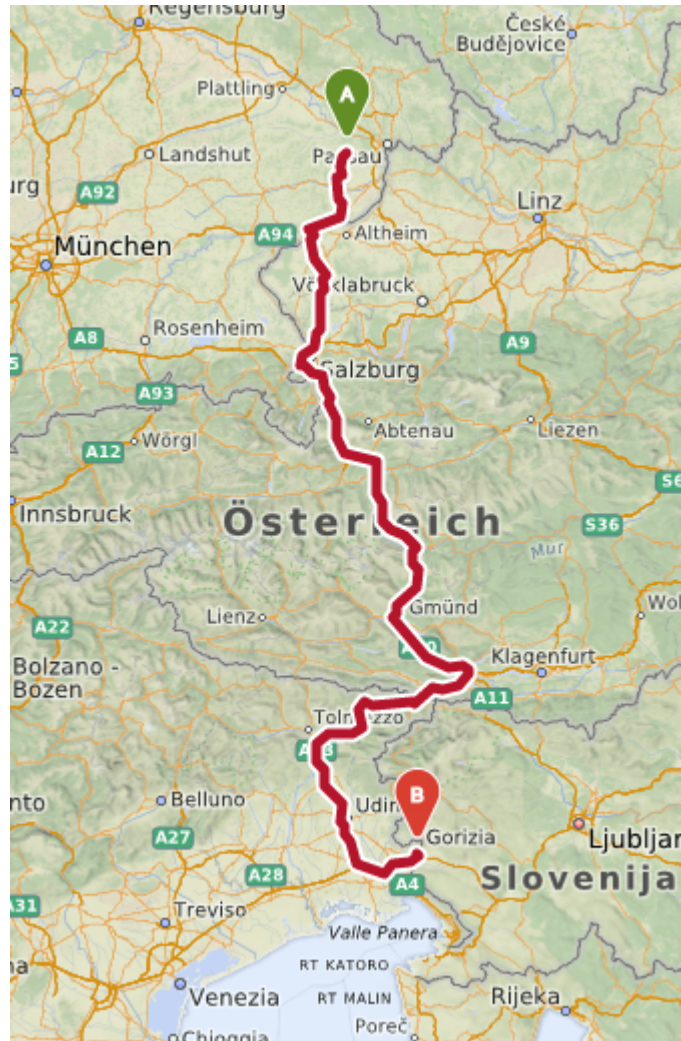 Regensburg
České
Budějovice
Plattling
A
Passau
Landshut
urg
A92
Linz
A94
Altheim
München
Vöcklabruck
A8
Rosenheim
A9
Salzburg
A93
Abtenau
Liezen
Wörgl
A12
S6
Innsbruck
Österreich
S36
Mur
Gmünd
Lienz
Wol
A22
A10
Klagenfurt
Bolzano -
Bozen
A11
Tolmezzo
A23
B
nto
Belluno
Udine
A27
Gorizia
Ljubljan
A28
A4
Slovenija
A31
Treviso
Valle Panera
na
RT KATORO
Venezia
RT MALIN
Rijeka
Poreč
Chioggia